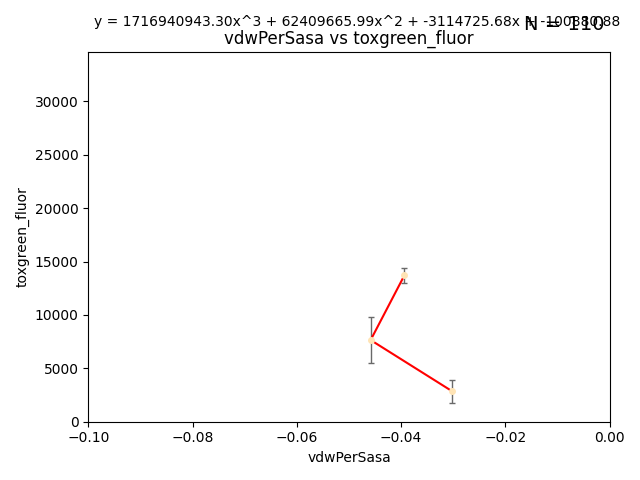 y = 1716940943.30x^3 + 62409665.99x^2 + -3114725.68x + -100380.88
N = 110
vdwPerSasa vs toxgreen_fluor
30000
25000
20000
15000
10000
5000
0
toxgreen_fluor
−0.10
−0.08
−0.06
−0.04
−0.02
0.00
vdwPerSasa